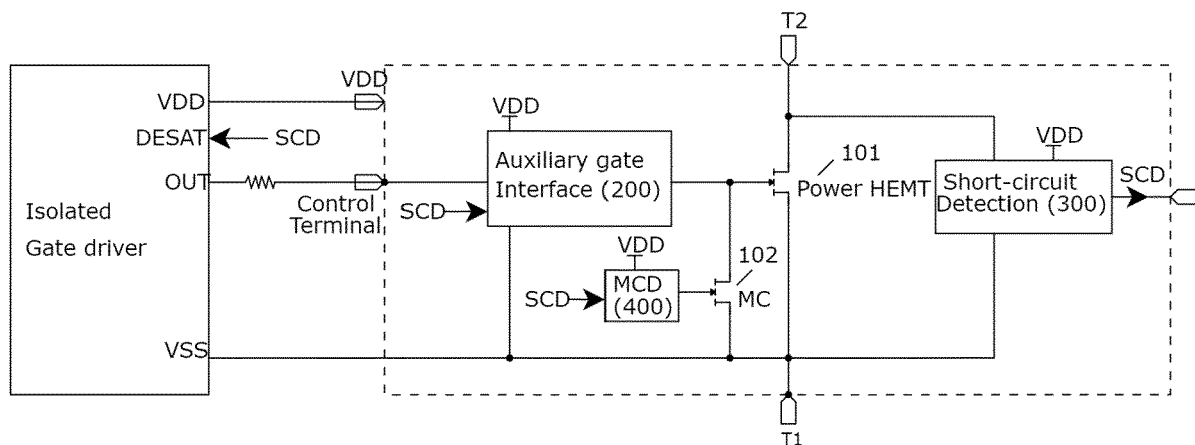 T2
VDD
VDD
DESAT
SCD
OUT
Isolated
Gate driver
VSS
Control
Terminal
VDD
Auxiliary gate
Interface (200)
SCD
VDD
MCD
(400)
SCD
102
MC
101
Power HEMT
VDD
Short-circuit
Detection (300)
SCD
T1